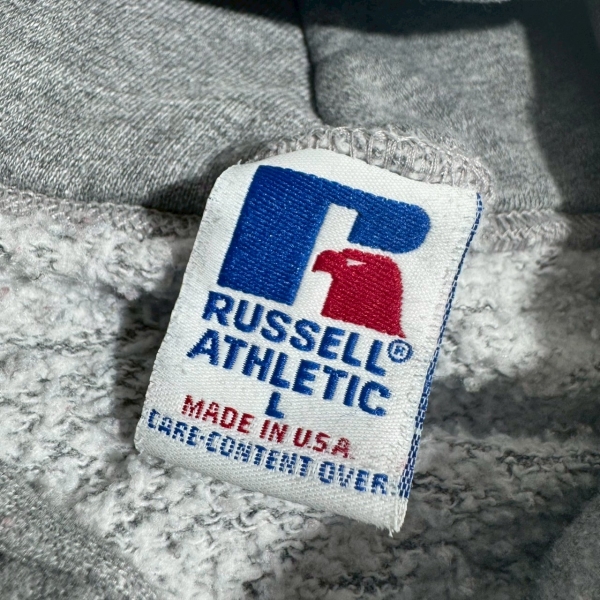 RUSSELL®
ATHLETIC
L
MADE IN U.S.A.
CARE·CONTENT OVER.